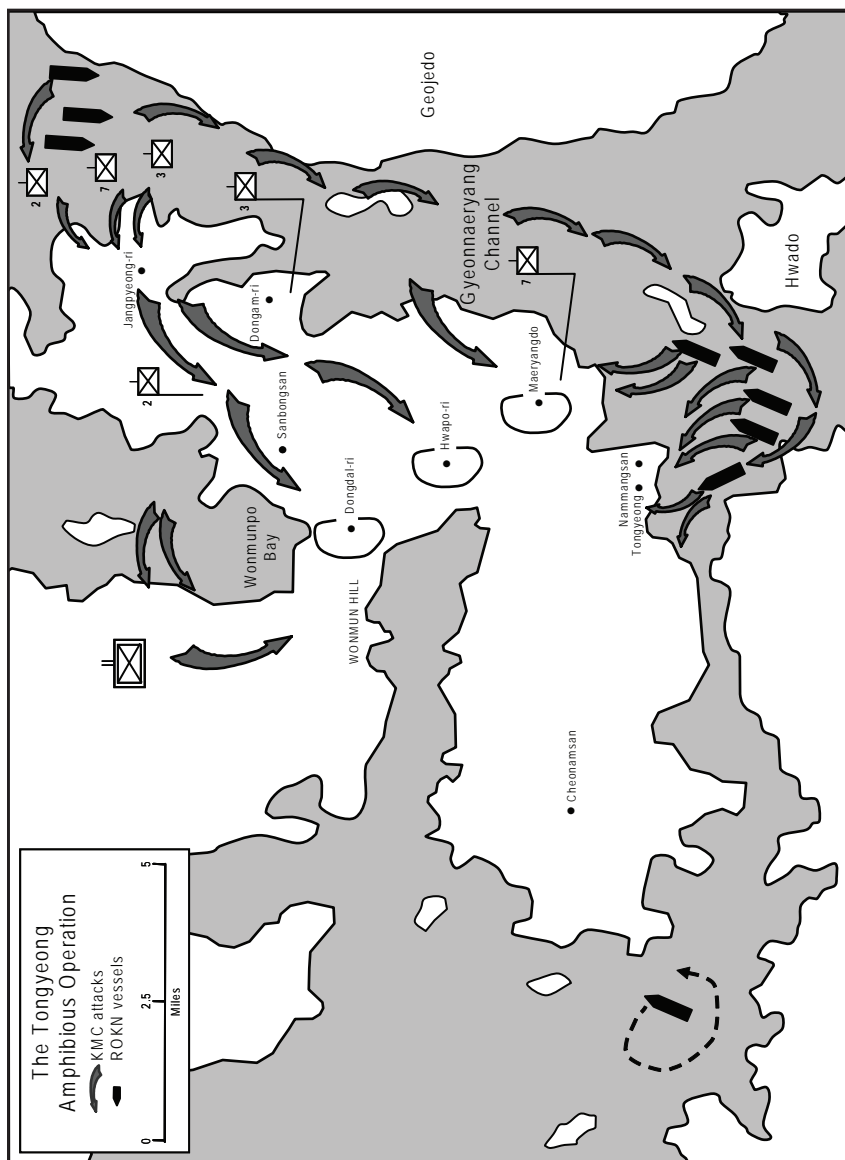 The Tongyeong
Amphibious Operation
KMC attacks
ROKN vessels
0
2.5
5
Miles
2
7
3
3
Jangpyeong-ri
Geojedo
2
Dongam-ri
Sanbongsan
Gyeonnaeryang
Channel
7
Wonmunpo
Bay
Dongdal-ri
Hwapo-ri
Maeryangdo
Hwado
WONMUN HILL
Nammangsan
Tongyeong
Cheonamsan